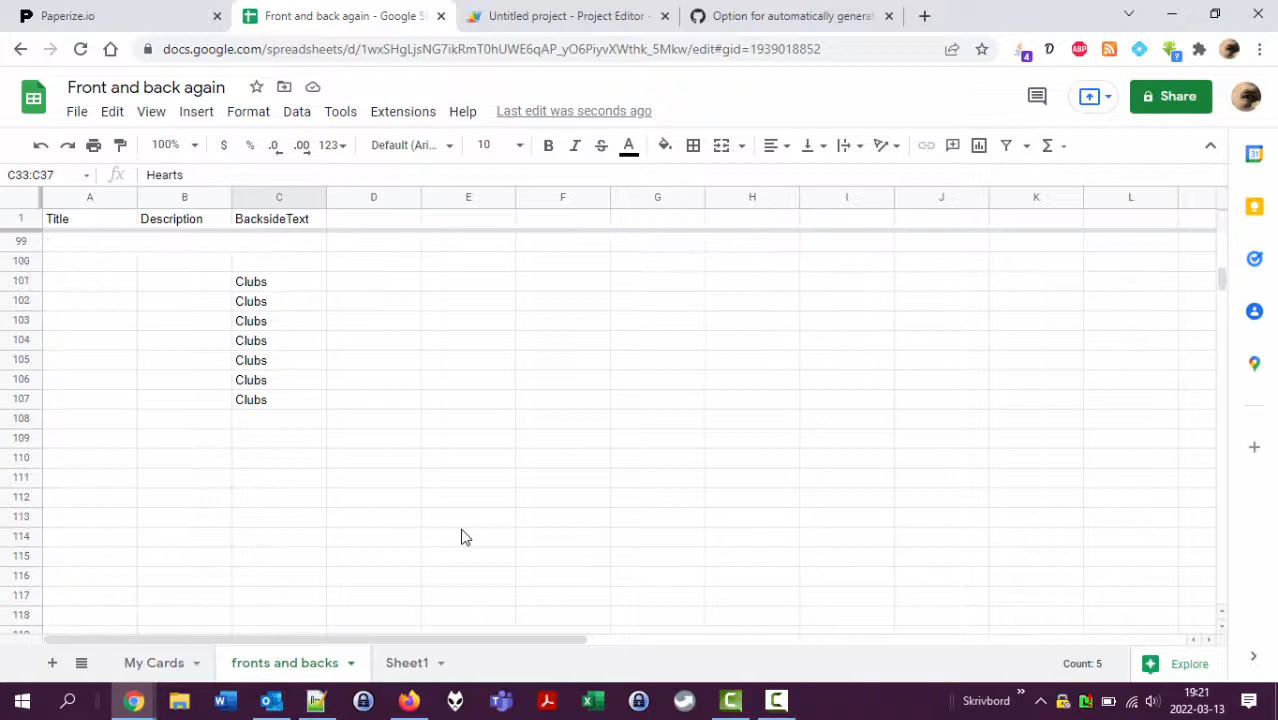 Paperize.io
Front and back again - Google S
Untitled project - Project Editor -
Option for automatically generat
docs.google.com/spreadsheets/d/1wxSHgLjsNG7ikRmT0hUWE6qAP_yO6PiyvXWthk_5Mkw/edit#gid=1939018852
4
ABP
?
Front and back again
File Edit View Insert Format Data Tools Extensions Help Last edit was seconds ago
Share
100% $ % .0 .00 123 Default (Ari... 10 B I S A
31
C33:C37 fx Hearts
A B C D E F G H I J K L
1 Title Description BacksideText
99
100
101 Clubs
102 Clubs
103 Clubs
104 Clubs
105 Clubs
106 Clubs
107 Clubs
108
109
110
111
112
113
114
115
116
117
118
My Cards fronts and backs Sheet1 Count: 5 Explore
Skrivbord
19:21
2022-03-13